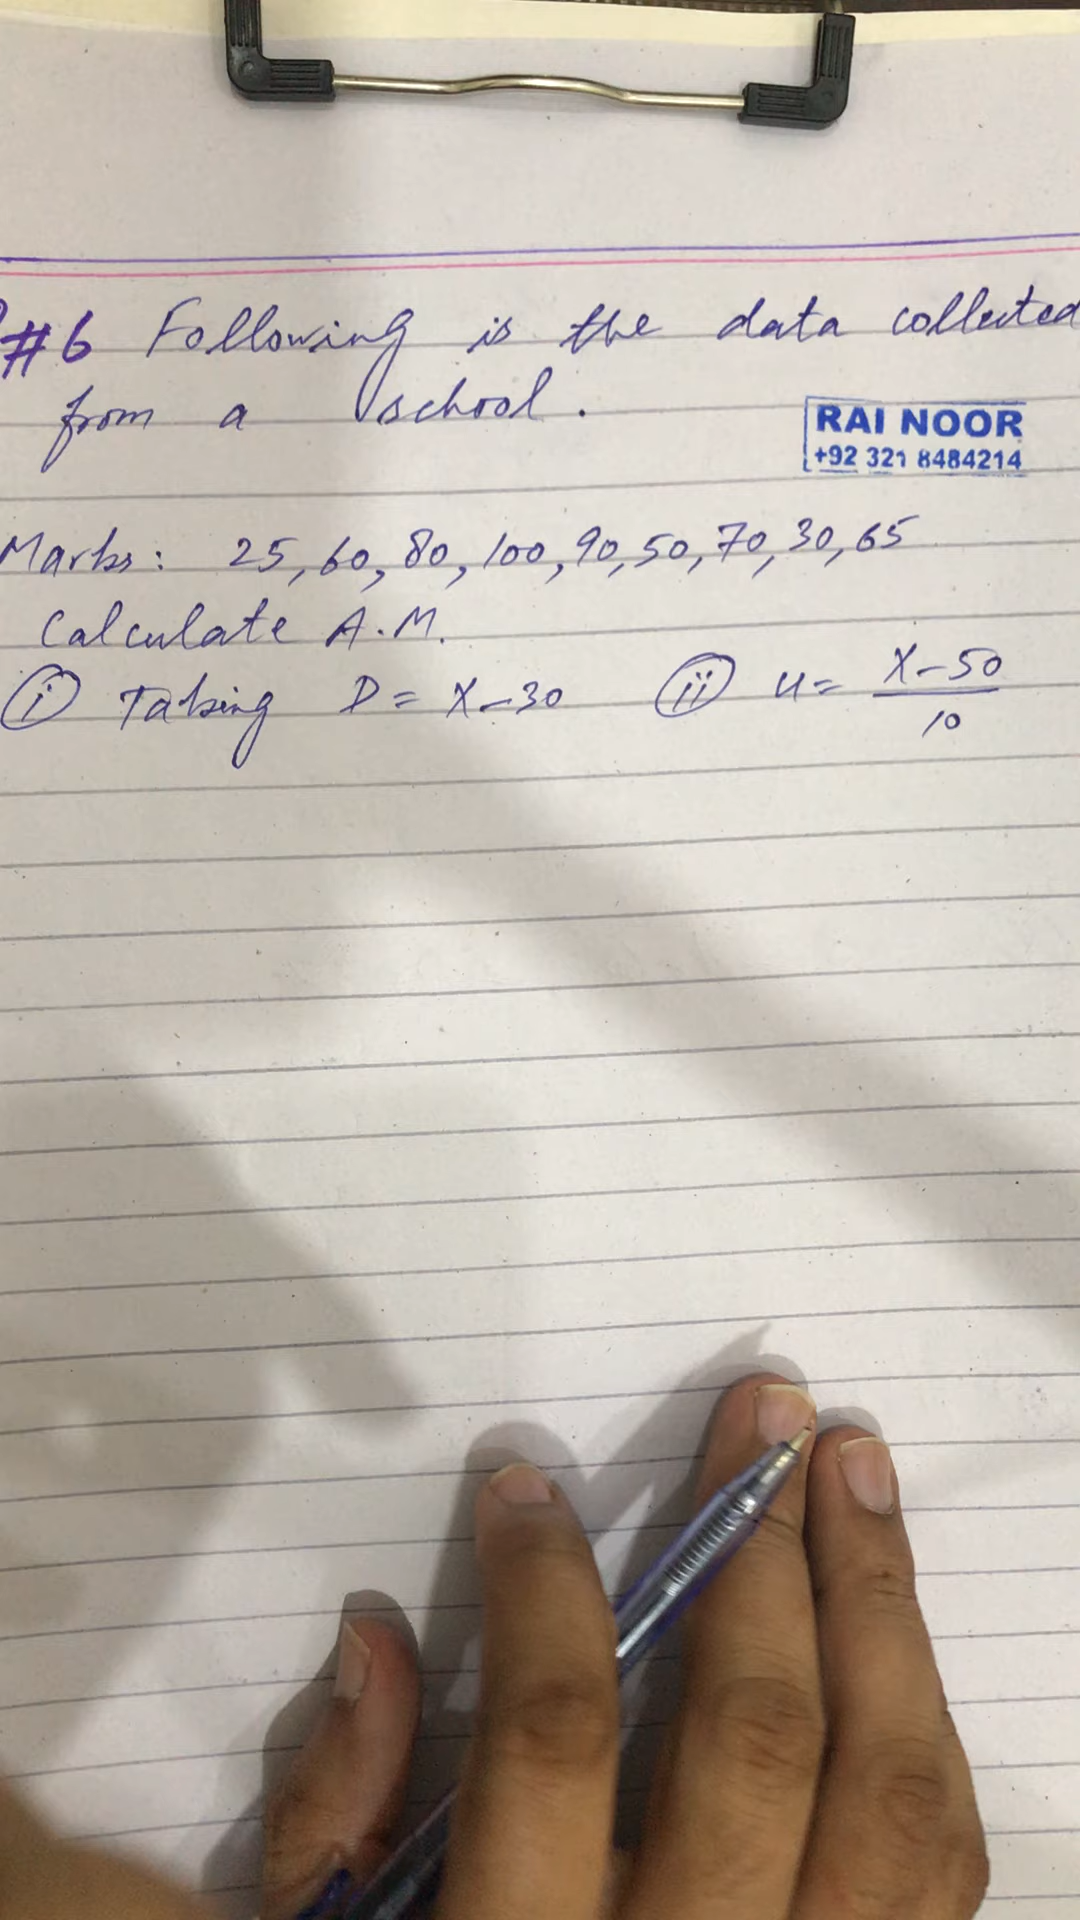 #6 Following is the data collected
from a school.
RAI NOOR
+92 321 8484214
Marks: 25, 60, 80, 100, 90, 50, 70, 30, 65
Calculate A.M.
(i) Taking D = X-30 (ii) u = X-50
10